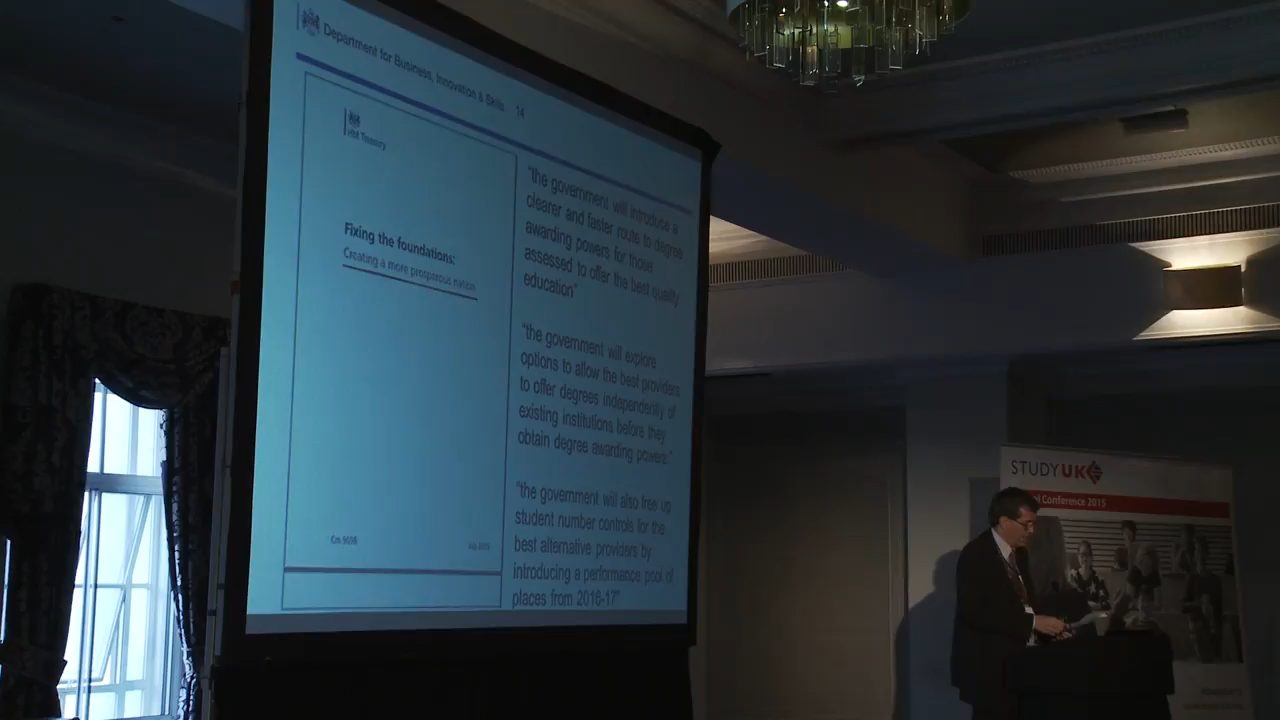 Department for Business, Innovation & Skills 14
HM Treasury
Fixing the foundations:
Creating a more prosperous nation
Cm 9098
July 2015
"the government will introduce a
clearer and faster route to degree
awarding powers for those
assessed to offer the best quality
education"
"the government will explore
options to allow the best providers
to offer degrees independently of
existing institutions before they
obtain degree awarding powers."
"the government will also free up
student number controls for the
best alternative providers by
introducing a performance pool of
places from 2016-17"
STUDY UK
Conference 2015